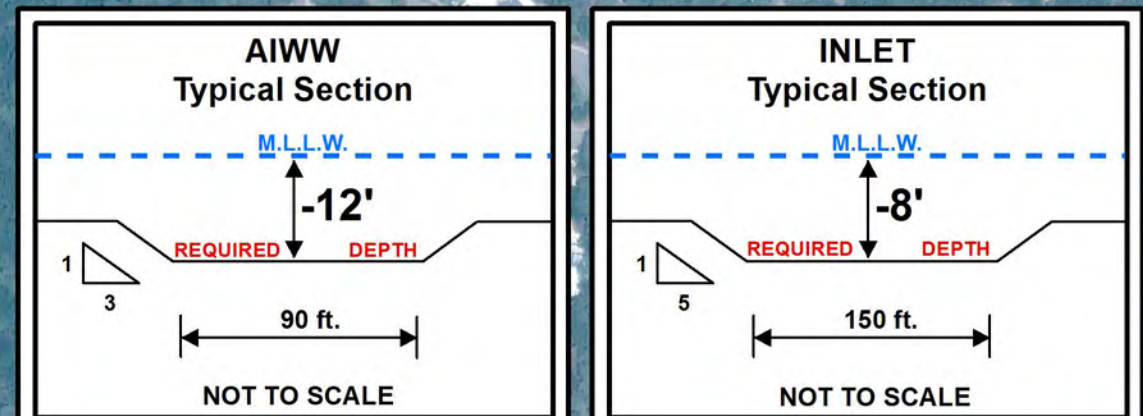 AIWW
Typical Section
M.L.L.W.
-12'
REQUIRED DEPTH
1
3
90 ft.
NOT TO SCALE
INLET
Typical Section
M.L.L.W.
-8'
REQUIRED DEPTH
1
5
150 ft.
NOT TO SCALE